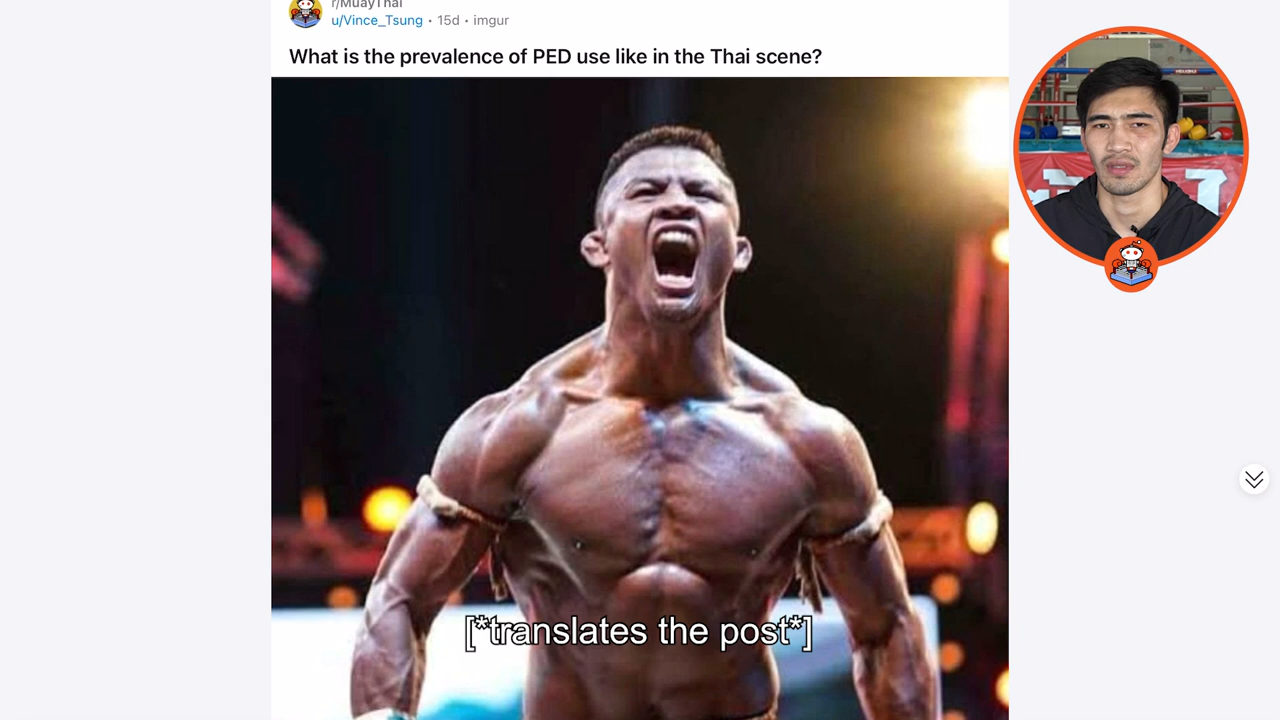 r/MuayThai
u/Vince_Tsung • 15d • imgur
What is the prevalence of PED use like in the Thai scene?
[*translates the post*]